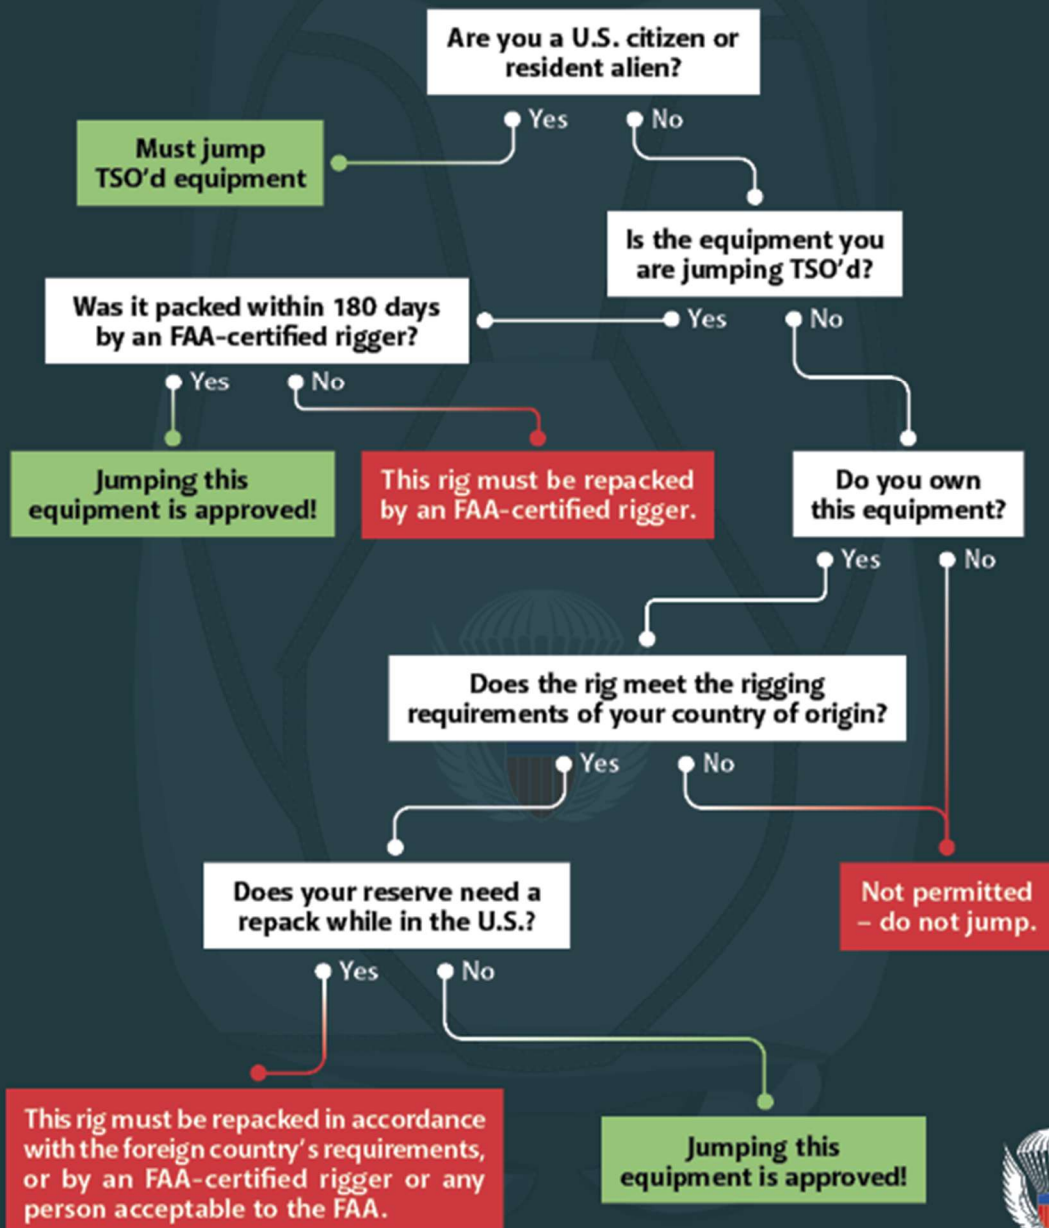 Are you a U.S. citizen or
resident alien?
Yes
No
Must jump
TSO'd equipment
Is the equipment you
are jumping TSO'd?
Was it packed within 180 days
by an FAA-certified rigger?
Yes
No
Yes
No
Jumping this
equipment is approved!
This rig must be repacked
by an FAA-certified rigger.
Do you own
this equipment?
Yes
No
Does the rig meet the rigging
requirements of your country of origin?
Yes
No
Does your reserve need a
repack while in the U.S.?
Not permitted
– do not jump.
Yes
No
This rig must be repacked in accordance
with the foreign country's requirements,
or by an FAA-certified rigger or any
person acceptable to the FAA.
Jumping this
equipment is approved!